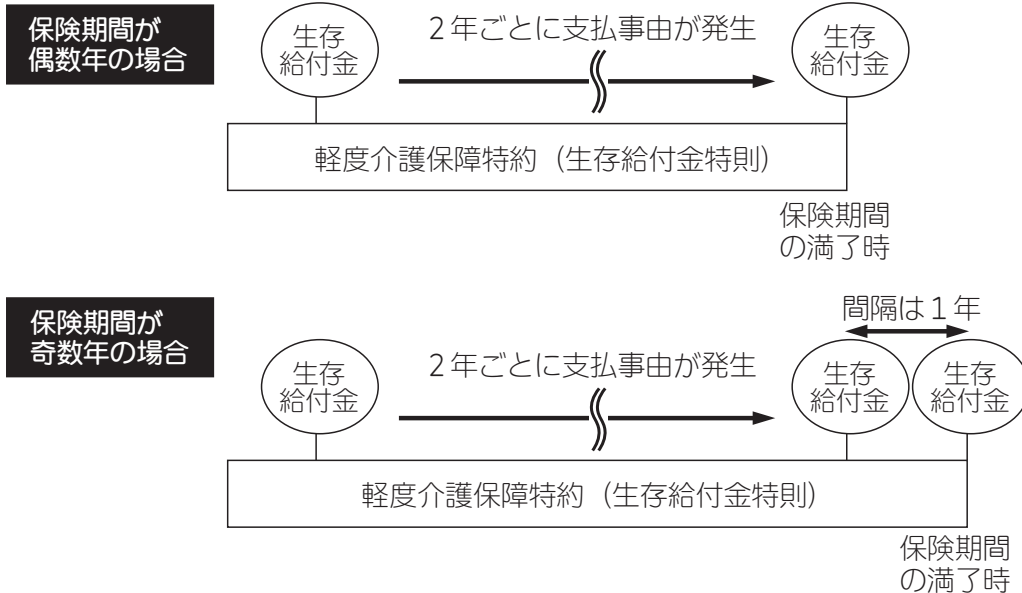 保険期間が
偶数年の場合
生存
給付金
2年ごとに支払事由が発生
生存
給付金
軽度介護保障特約（生存給付金特則）
保険期間
の満了時
保険期間が
奇数年の場合
間隔は1年
生存
給付金
2年ごとに支払事由が発生
生存
給付金
生存
給付金
軽度介護保障特約（生存給付金特則）
保険期間
の満了時